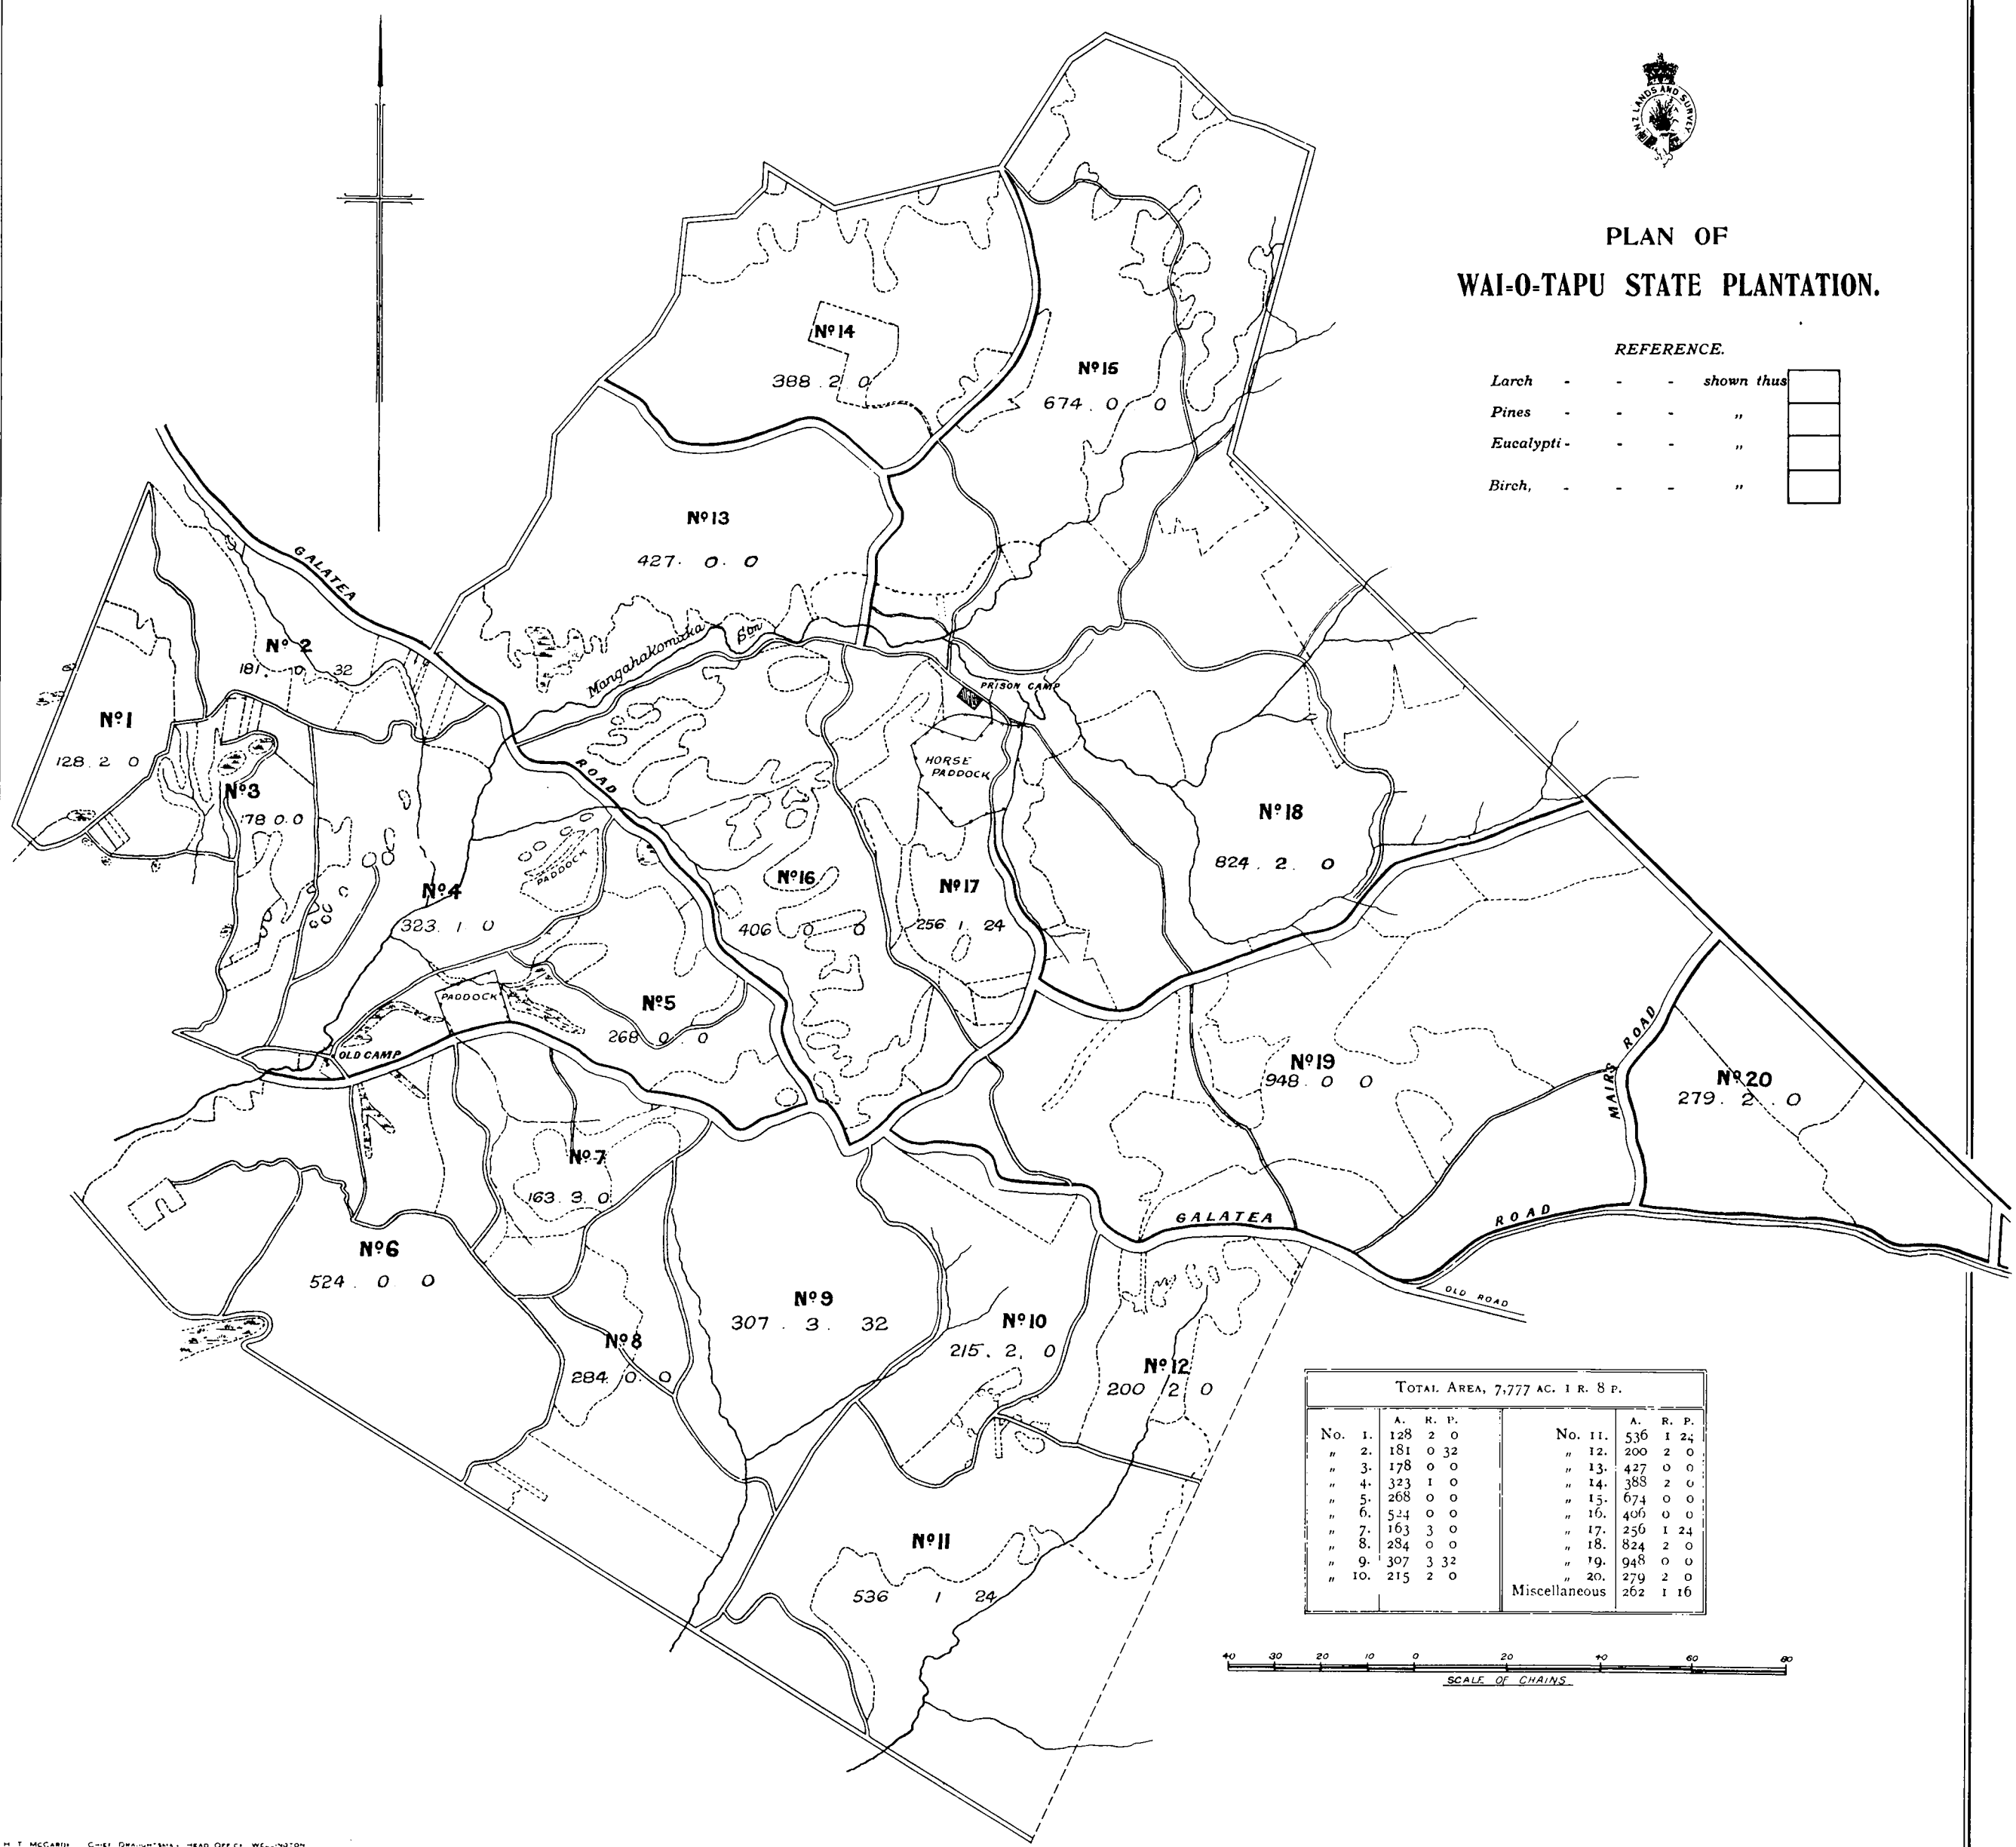 N.Z. LANDS AND SURVEY
PLAN OF
WAI=O=TAPU STATE PLANTATION.
REFERENCE.
Larch - - - shown thus
Pines - - - „
Eucalypti - - - „
Birch, - - - „
Nº 14
388 . 2 . 0
Nº 15
674 . 0 . 0
Nº 13
427 . 0 . 0
GALATEA
ROAD
Nº 2
181 . 0 . 32
Nº 1
128 . 2 0
Nº 3
178 0.0
Nº 4
323 . 1 . 0
PADDOCK
PADDOCK
Nº 5
268 . 0 . 0
OLD CAMP
PRISON CAMP
HORSE
PADDOCK
Nº 16
406 . 0 . 0
Nº 17
256 1. 24
Nº 18
824 . 2 . 0
Nº 19
948 . 0 0
MAIRS ROAD
Nº 20
279 . 2 . 0
Nº 7
163 . 3 . 0
Nº 6
524 . 0 0
Nº 8
284 . 0 . 0
Nº 9
307 . 3 . 32
Nº 10
215 . 2 . 0
Nº 12
200 2 0
GALATEA ROAD
OLD ROAD
Nº 11
536 1 24
TOTAL AREA, 7,777 AC. 1 R. 8 P.
A. R. P. A. R. P.
No. 1. 128 2 0 No. 11. 536 1 24
„ 2. 181 0 32 „ 12. 200 2 0
„ 3. 178 0 0 „ 13. 427 0 0
„ 4. 323 1 0 „ 14. 388 2 0
„ 5. 268 0 0 „ 15. 674 0 0
„ 6. 524 0 0 „ 16. 406 0 0
„ 7. 163 3 0 „ 17. 256 1 24
„ 8. 284 0 0 „ 18. 824 2 0
„ 9. 307 3 32 „ 19. 948 0 0
„ 10. 215 2 0 „ 20. 279 2 0
Miscellaneous 262 1 16
40 30 20 10 0 20 40 60 80
SCALE OF CHAINS
CHIEF DRAUGHTSMAN HEAD OFFICE WELLINGTON